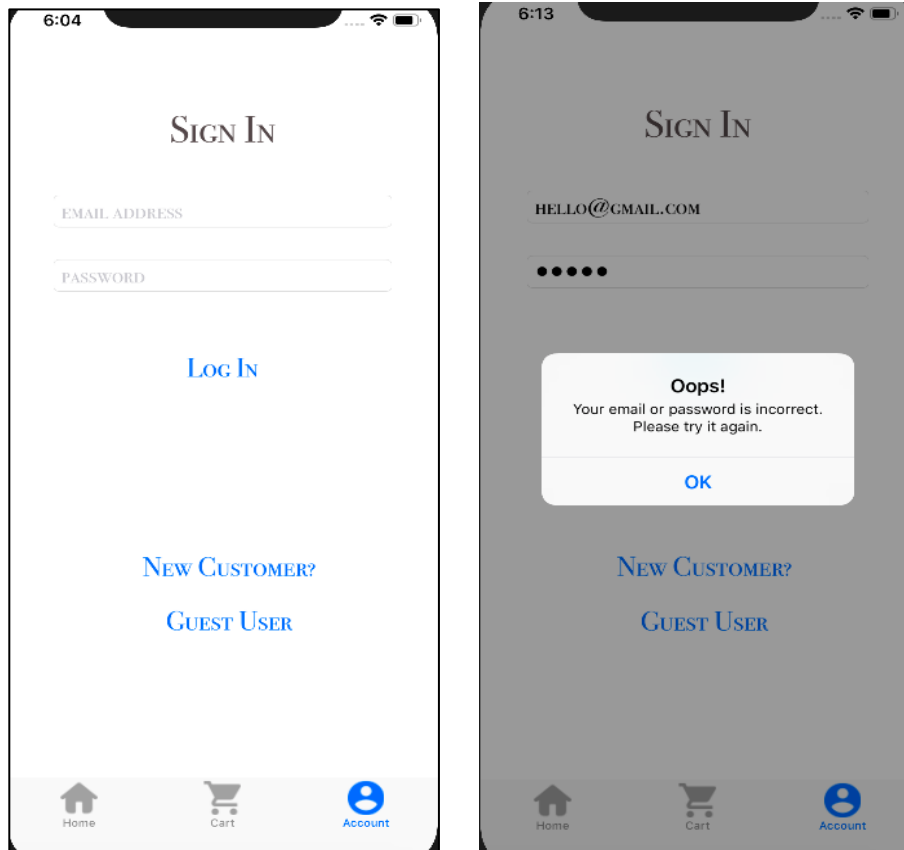 6:04
Sign In
EMAIL ADDRESS
PASSWORD
Log In
New Customer?
Guest User
Home Cart Account
6:13
Sign In
HELLO@GMAIL.COM
•••••
Oops!
Your email or password is incorrect.
Please try it again.
OK
New Customer?
Guest User
Home Cart Account